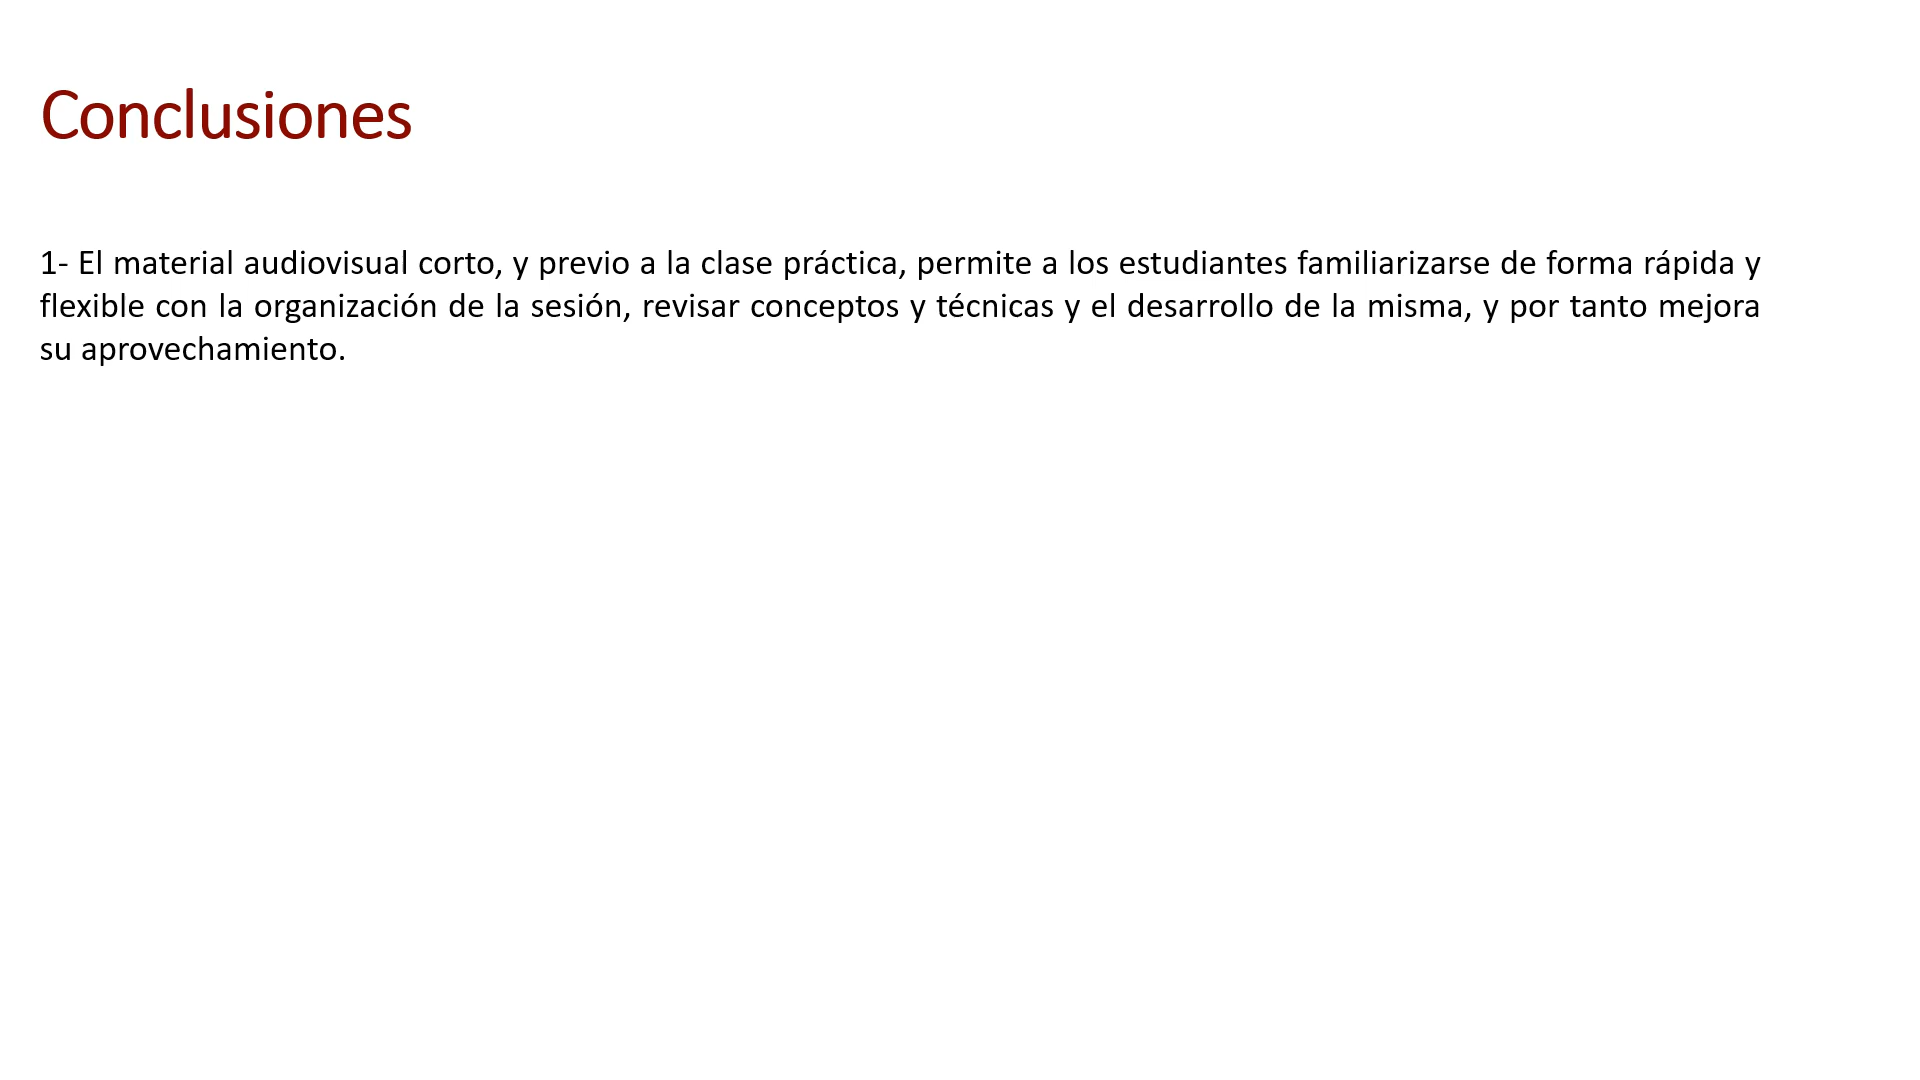 Conclusiones
1- El material audiovisual corto, y previo a la clase práctica, permite a los estudiantes familiarizarse de forma rápida y
flexible con la organización de la sesión, revisar conceptos y técnicas y el desarrollo de la misma, y por tanto mejora
su aprovechamiento.